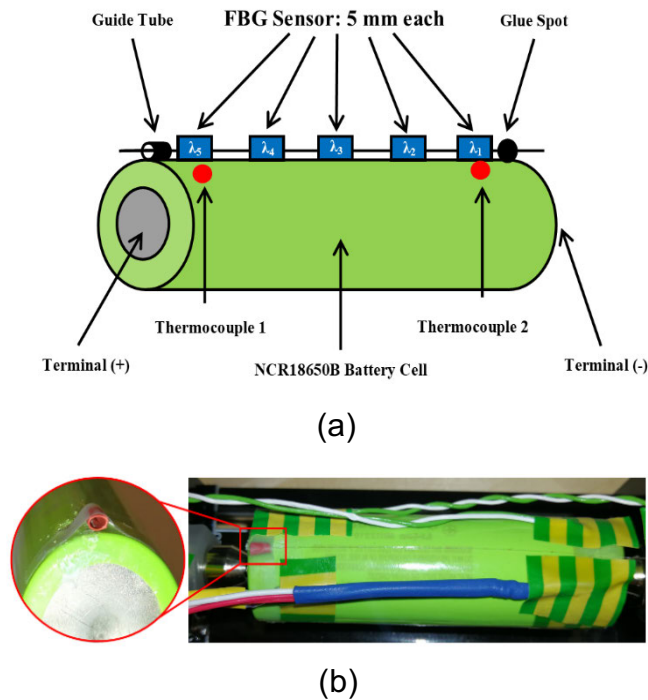 Guide Tube
FBG Sensor: 5 mm each
Glue Spot
λ5
λ4
λ3
λ2
λ1
Thermocouple 1
Thermocouple 2
Terminal (+)
NCR18650B Battery Cell
Terminal (-)
(a)
(b)